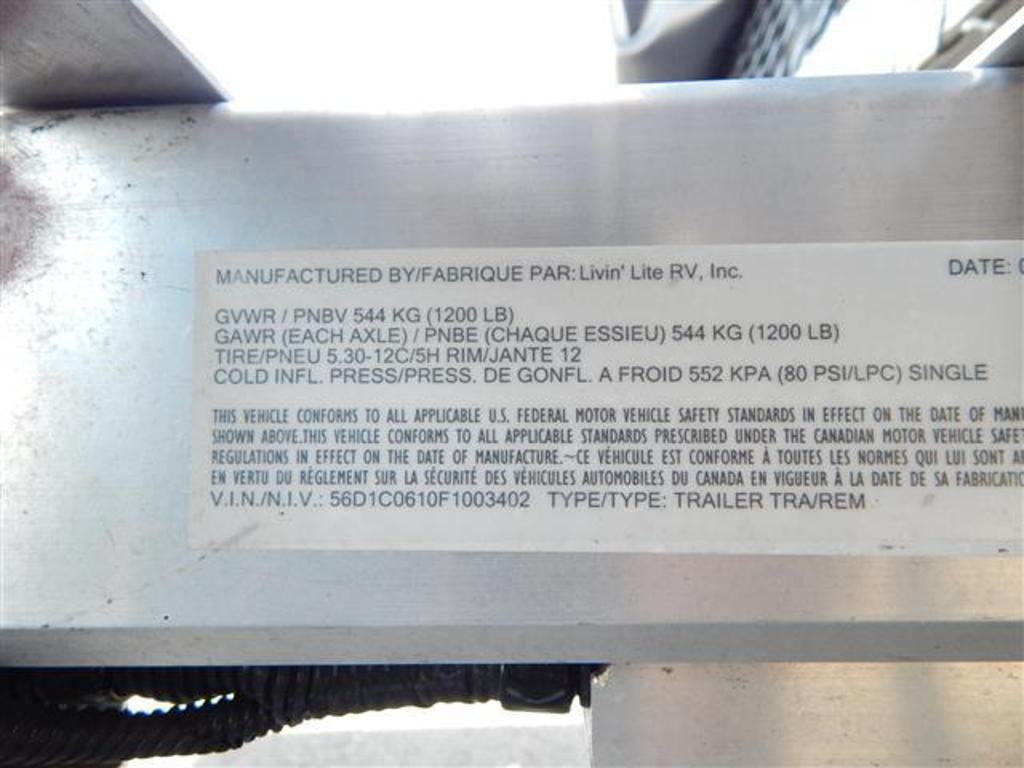 MANUFACTURED BY/FABRIQUE PAR: Livin' Lite RV, Inc. DATE:
GVWR / PNBV 544 KG (1200 LB)
GAWR (EACH AXLE) / PNBE (CHAQUE ESSIEU) 544 KG (1200 LB)
TIRE/PNEU 5.30-12C/5H RIM/JANTE 12
COLD INFL. PRESS/PRESS. DE GONFL. A FROID 552 KPA (80 PSI/LPC) SINGLE
THIS VEHICLE CONFORMS TO ALL APPLICABLE U.S. FEDERAL MOTOR VEHICLE SAFETY STANDARDS IN EFFECT ON THE DATE OF
SHOWN ABOVE.THIS VEHICLE CONFORMS TO ALL APPLICABLE STANDARDS PRESCRIBED UNDER THE CANADIAN MOTOR VEHICLE
REGULATIONS IN EFFECT ON THE DATE OF MANUFACTURE.~CE VÉHICULE EST CONFORME À TOUTES LES NORMES QUI LUI SONT
EN VERTU DU RÈGLEMENT SUR LA SÉCURITÉ DES VÉHICULES AUTOMOBILES DU CANADA EN VIGUEUR À LA DATE DE SA
V.I.N./N.I.V.: 56D1C0610F1003402 TYPE/TYPE: TRAILER TRA/REM